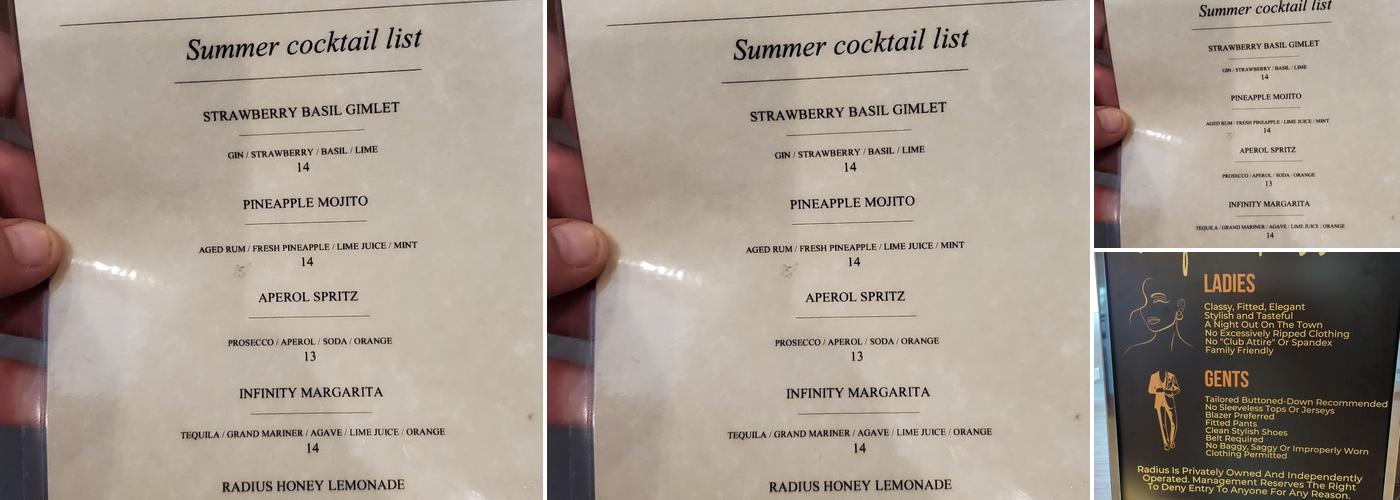 Summer cocktail list
STRAWBERRY BASIL GIMLET
GIN / STRAWBERRY / BASIL / LIME
14
PINEAPPLE MOJITO
AGED RUM / FRESH PINEAPPLE / LIME JUICE / MINT
14
APEROL SPRITZ
PROSECCO / APEROL / SODA / ORANGE
13
INFINITY MARGARITA
TEQUILA / GRAND MARINER / AGAVE / LIME JUICE / ORANGE
14
RADIUS HONEY LEMONADE
Summer cocktail list
STRAWBERRY BASIL GIMLET
GIN / STRAWBERRY / BASIL / LIME
14
PINEAPPLE MOJITO
AGED RUM / FRESH PINEAPPLE / LIME JUICE / MINT
14
APEROL SPRITZ
PROSECCO / APEROL / SODA / ORANGE
13
INFINITY MARGARITA
TEQUILA / GRAND MARINER / AGAVE / LIME JUICE / ORANGE
14
RADIUS HONEY LEMONADE
Summer cocktail list
STRAWBERRY BASIL GIMLET
GIN / STRAWBERRY / BASIL / LIME
14
PINEAPPLE MOJITO
AGED RUM / FRESH PINEAPPLE / LIME JUICE / MINT
14
APEROL SPRITZ
PROSECCO / APEROL / SODA / ORANGE
13
INFINITY MARGARITA
TEQUILA / GRAND MARINER / AGAVE / LIME JUICE / ORANGE
14
LADIES
Classy, Fitted, Elegant
Stylish and Tasteful
A Night Out On The Town
No Excessively Ripped Clothing
No "Club Attire" Or Spandex
Family Friendly
GENTS
Tailored Buttoned-Down Recommended
No Sleeveless Tops Or Jerseys
Blazer Preferred
Fitted Pants
Clean Stylish Shoes
Belt Required
No Baggy, Saggy Or Improperly Worn
Clothing Permitted
Radius Is Privately Owned And Independently
Operated. Management Reserves The Right
To Deny Entry To Anyone For Any Reason.